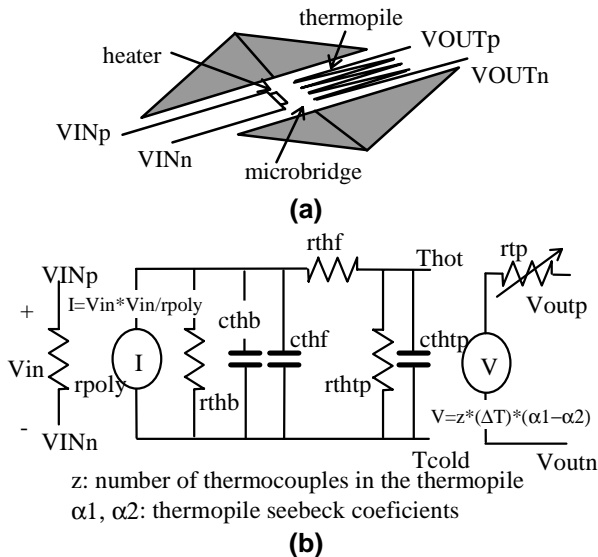 thermopile
heater
VOUTp
VOUTn
VINp
VINn
microbridge
(a)
rthf
Thot
rtp
VINp
I=Vin*Vin/rpoly
Voutp
+
cthb
cthf
cthtp
Vin
rpoly
I
rthb
rthtp
V
V=z*(ΔT)*(α1−α2)
-
VINn
Tcold
Voutn
z: number of thermocouples in the thermopile
α1, α2: thermopile seebeck coeficients
(b)